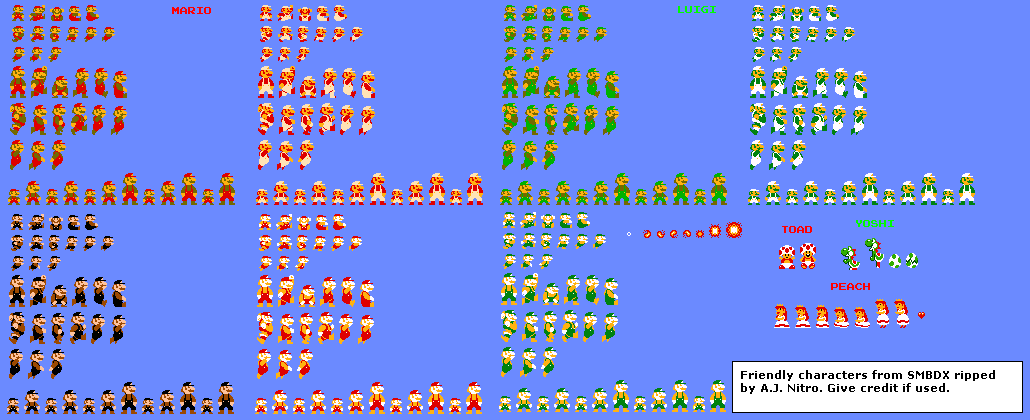 MARIO
LUIGI
TOAD
YOSHI
PEACH
Friendly characters from SMBDX ripped
by A.J. Nitro. Give credit if used.